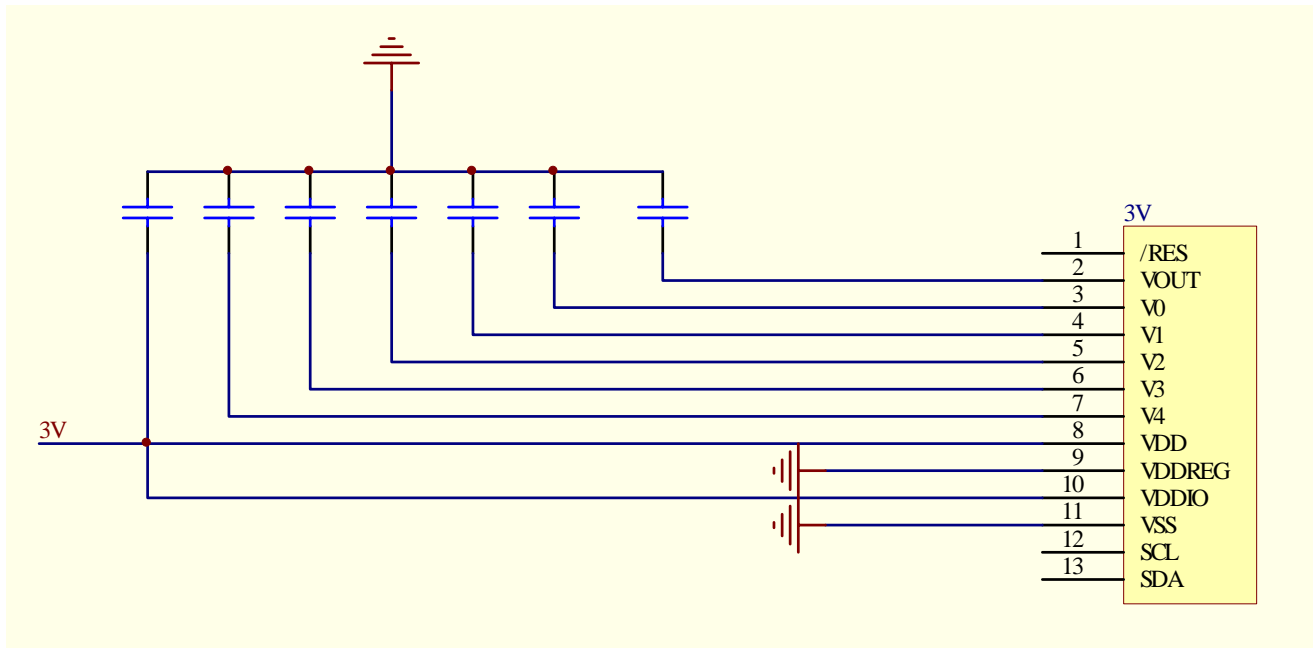 3V
1 /RES
2 VOUT
3 V0
4 V1
5 V2
6 V3
7 V4
3V
8 VDD
9 VDDREG
10 VDDIO
11 VSS
12 SCL
13 SDA